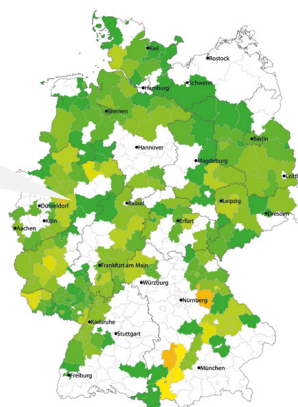 Kiel
Rostock
Schwerin
Hamburg
Bremen
Berlin
Hannover
Magdeburg
Cottb
Düsseldorf
Kassel
Leipzig
Köln
Erfurt
Dresden
Aachen
Frankfurt am Main
Würzburg
Nürnberg
Karlsruhe
Stuttgart
München
Freiburg